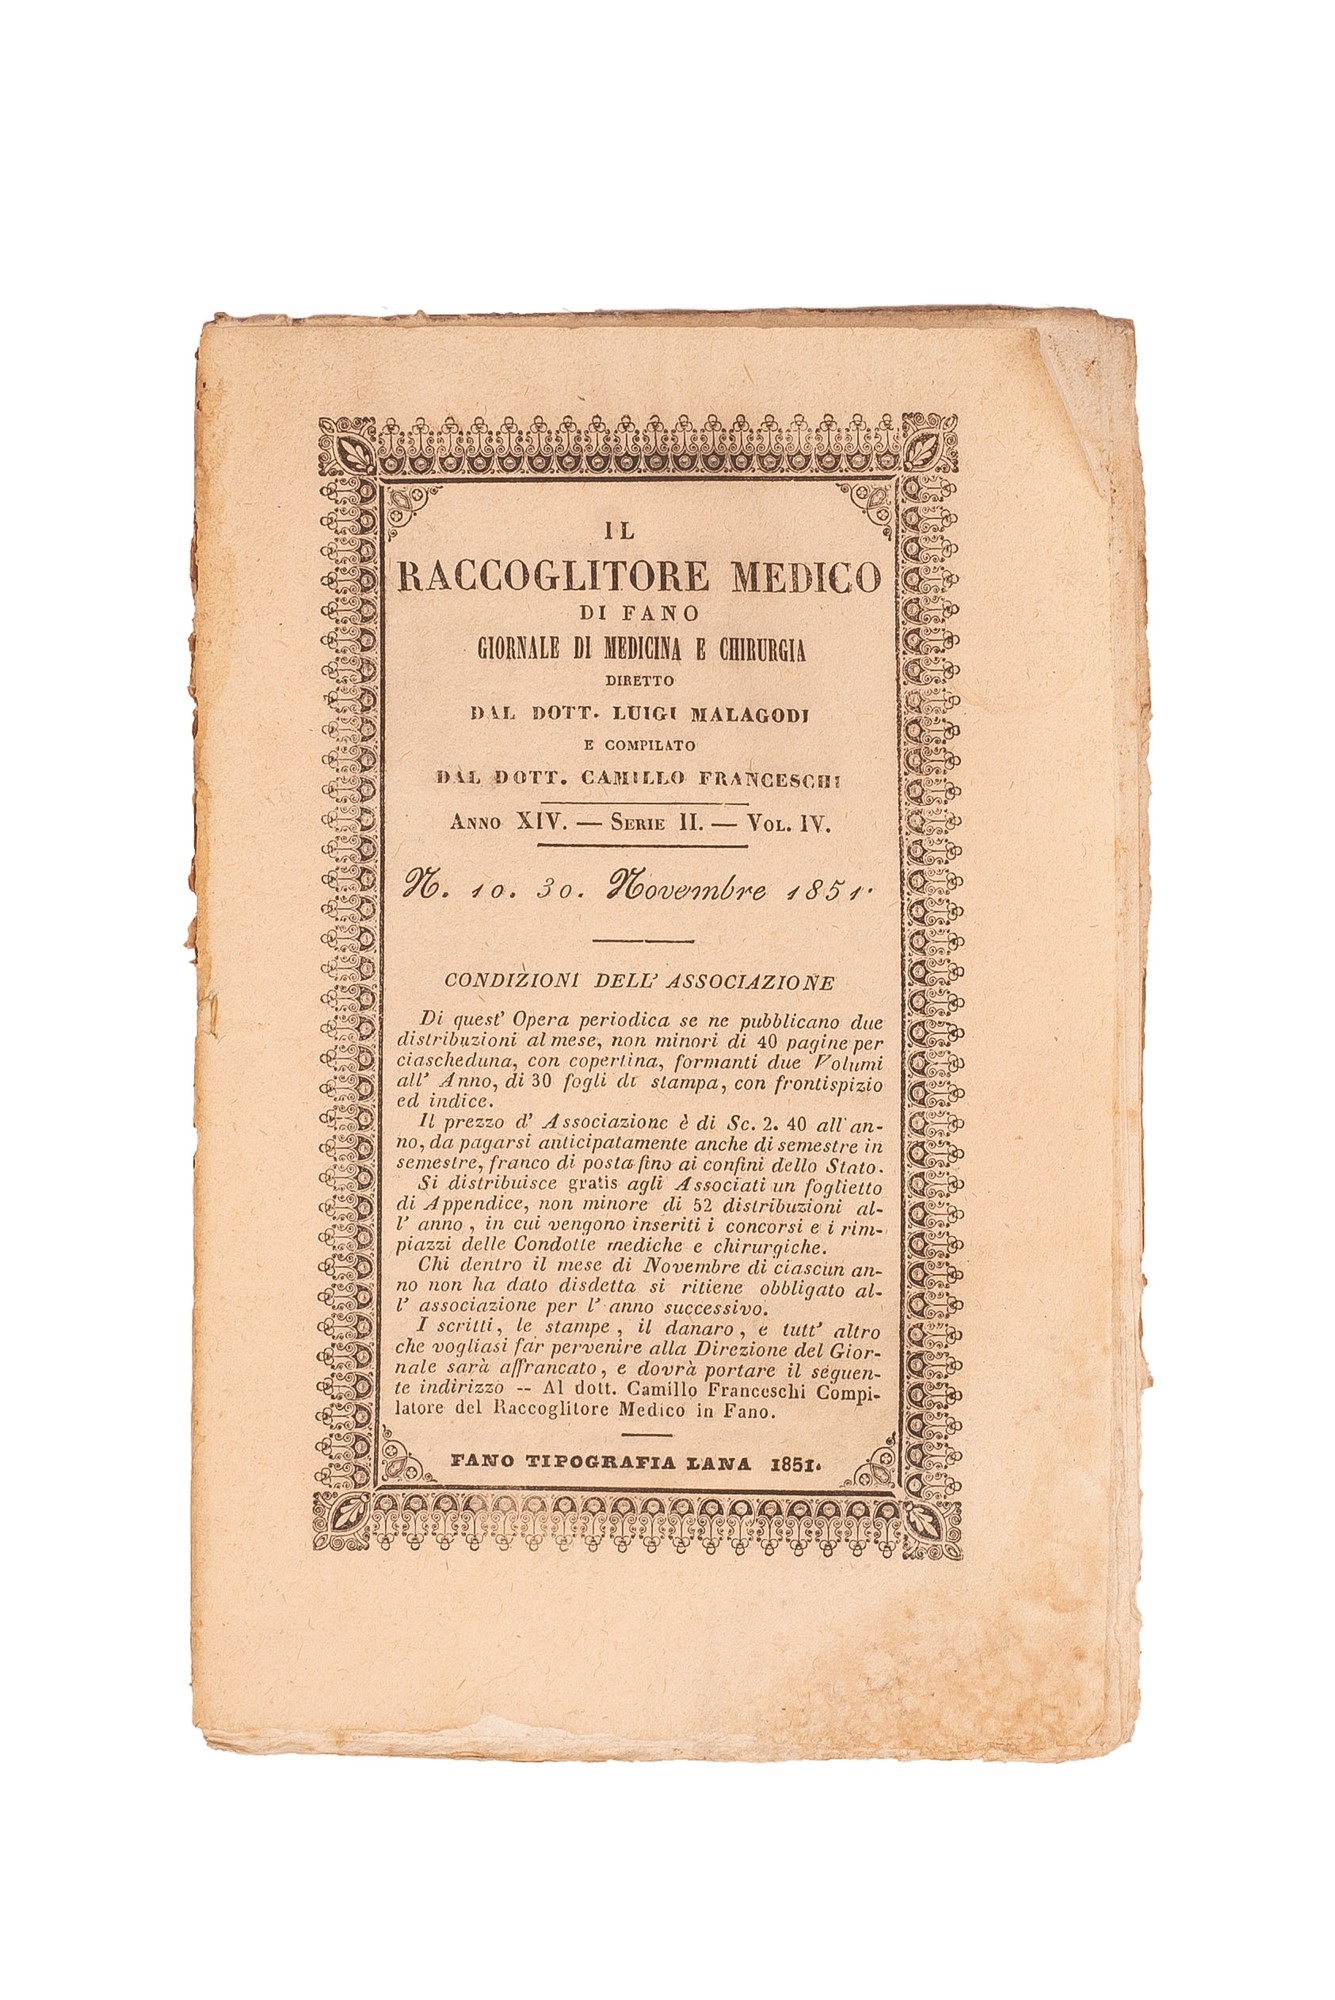 IL
RACCOGLITORE MEDICO
DI FANO
GIORNALE DI MEDICINA E CHIRURGIA
DIRETTO
DAL DOTT. LUIGI MALAGODI
E COMPILATO
DAL DOTT. CAMILLO FRANCESCHI
ANNO XIV. — SERIE II. — VOL. IV.
N. 10. 30. Novembre 1851.
CONDIZIONI DELL' ASSOCIAZIONE
Di quest' Opera periodica se ne pubblicano due
distribuzioni al mese, non minori di 40 pagine per
ciascheduna, con copertina, formanti due Volumi
all' Anno, di 30 fogli di stampa, con frontispizio
ed indice.
Il prezzo d' Associazione è di Sc. 2. 40 all' an-
no, da pagarsi anticipatamente anche di semestre in
semestre, franco di posta fino ai confini dello Stato.
Si distribuisce gratis agli Associati un foglietto
di Appendice, non minore di 52 distribuzioni al-
l' anno, in cui vengono inseriti i concorsi e i rim-
piazzi delle Condotte mediche e chirurgiche.
Chi dentro il mese di Novembre di ciascun an-
no non ha dato disdetta si ritiene obbligato al-
l' associazione per l' anno successivo.
I scritti, le stampe, il danaro, e tutt' altro
che vogliasi far pervenire alla Direzione del Gior-
nale sarà affrancato, e dovrà portare il seguen-
te indirizzo -- Al dott. Camillo Franceschi Compi-
latore del Raccoglitore Medico in Fano.
FANO TIPOGRAFIA LANA 1851.